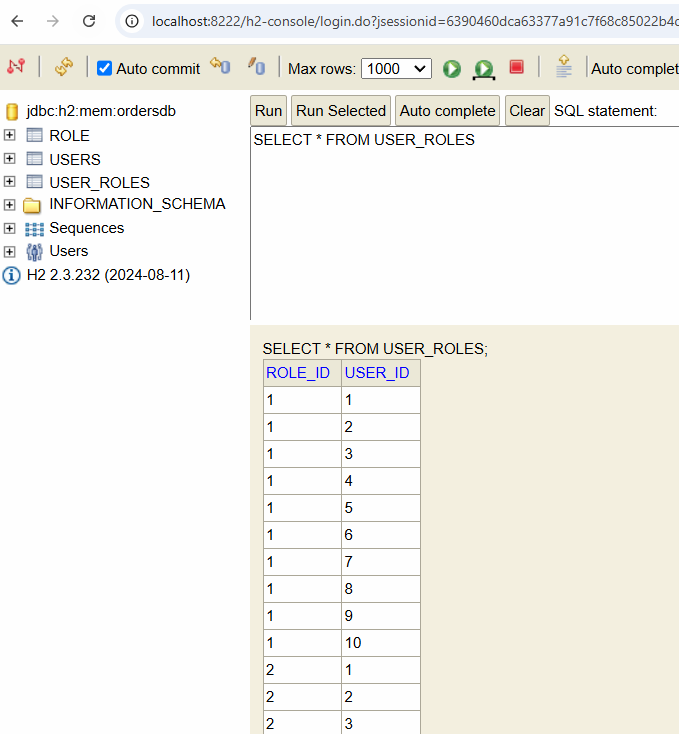 localhost:8222/h2-console/login.do?jsessionid=6390460dca63377a91c7f68c85022b4
Auto commit Max rows: 1000 Auto complet
jdbc:h2:mem:ordersdb
ROLE
USERS
USER_ROLES
INFORMATION_SCHEMA
Sequences
Users
H2 2.3.232 (2024-08-11)
Run Run Selected Auto complete Clear SQL statement:
SELECT * FROM USER_ROLES
SELECT * FROM USER_ROLES;
ROLE_ID USER_ID
1 1
1 2
1 3
1 4
1 5
1 6
1 7
1 8
1 9
1 10
2 1
2 2
2 3